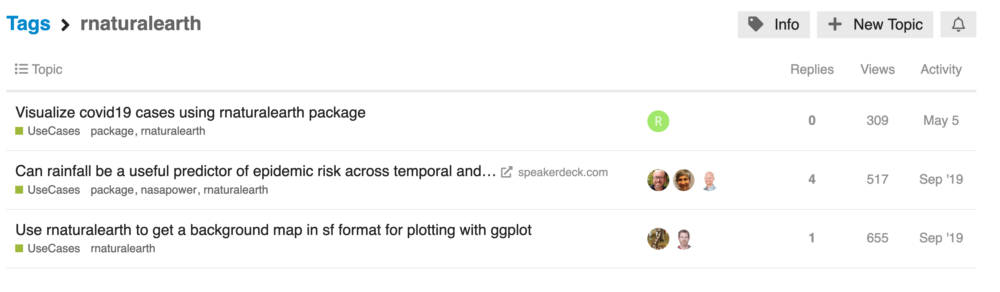 Tags > rnaturalearth
Info
New Topic
Topic Replies Views Activity
Visualize covid19 cases using rnaturalearth package
UseCases package, rnaturalearth
R
0 309 May 5
Can rainfall be a useful predictor of epidemic risk across temporal and… speakerdeck.com
UseCases package, nasapower, rnaturalearth
4 517 Sep '19
Use rnaturalearth to get a background map in sf format for plotting with ggplot
UseCases rnaturalearth
1 655 Sep '19